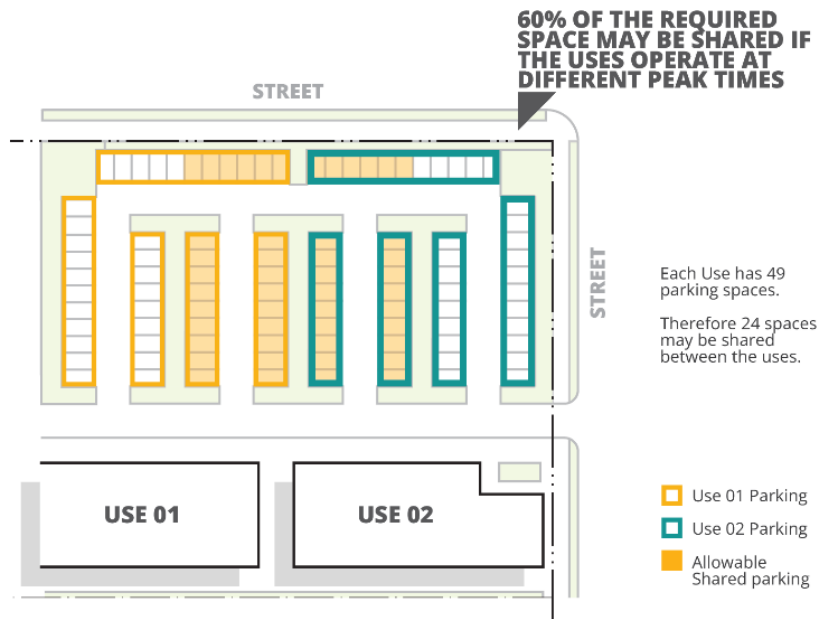 60% OF THE REQUIRED
SPACE MAY BE SHARED IF
THE USES OPERATE AT
DIFFERENT PEAK TIMES
STREET
STREET
Each Use has 49
parking spaces.
Therefore 24 spaces
may be shared
between the uses.
USE 01
USE 02
Use 01 Parking
Use 02 Parking
Allowable
Shared parking